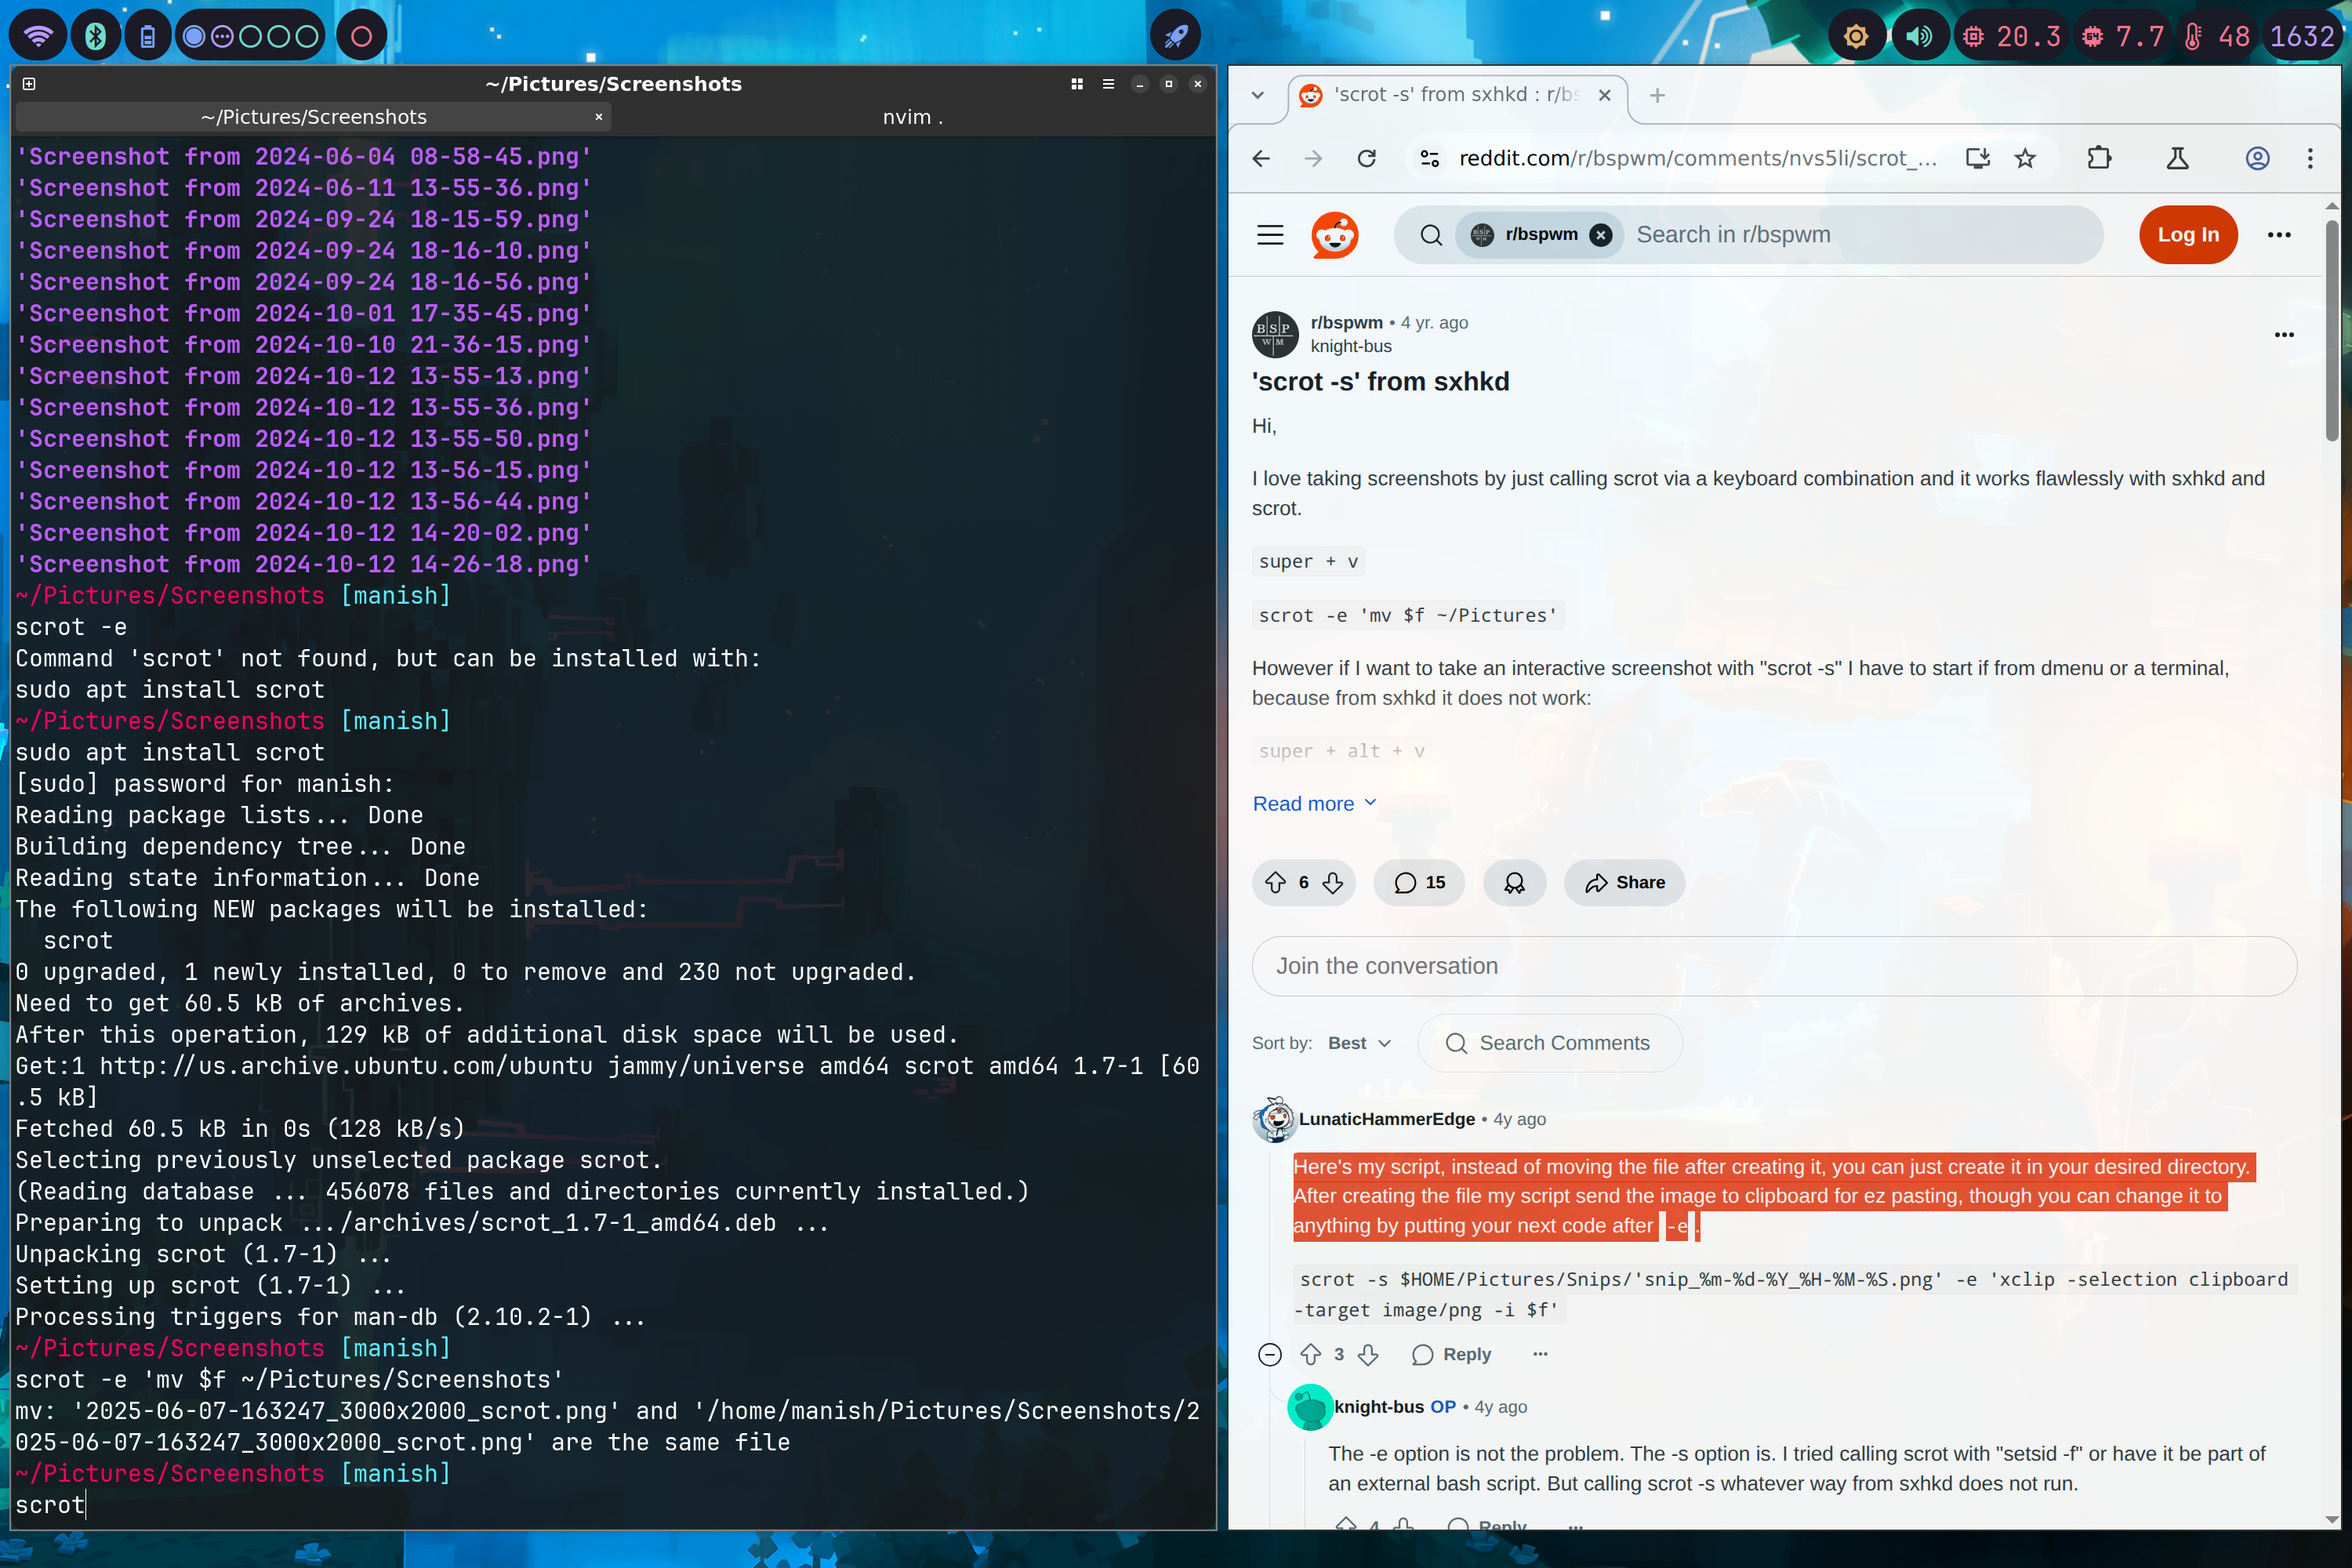 20.3
7.7
48
1632
~/Pictures/Screenshots
~/Pictures/Screenshots
nvim .
'Screenshot from 2024-06-04 08-58-45.png'
'Screenshot from 2024-06-11 13-55-36.png'
'Screenshot from 2024-09-24 18-15-59.png'
'Screenshot from 2024-09-24 18-16-10.png'
'Screenshot from 2024-09-24 18-16-56.png'
'Screenshot from 2024-10-01 17-35-45.png'
'Screenshot from 2024-10-10 21-36-15.png'
'Screenshot from 2024-10-12 13-55-13.png'
'Screenshot from 2024-10-12 13-55-36.png'
'Screenshot from 2024-10-12 13-55-50.png'
'Screenshot from 2024-10-12 13-56-15.png'
'Screenshot from 2024-10-12 13-56-44.png'
'Screenshot from 2024-10-12 14-20-02.png'
'Screenshot from 2024-10-12 14-26-18.png'
~/Pictures/Screenshots [manish]
scrot -e
Command 'scrot' not found, but can be installed with:
sudo apt install scrot
~/Pictures/Screenshots [manish]
sudo apt install scrot
[sudo] password for manish:
Reading package lists... Done
Building dependency tree... Done
Reading state information... Done
The following NEW packages will be installed:
scrot
0 upgraded, 1 newly installed, 0 to remove and 230 not upgraded.
Need to get 60.5 kB of archives.
After this operation, 129 kB of additional disk space will be used.
Get:1 http://us.archive.ubuntu.com/ubuntu jammy/universe amd64 scrot amd64 1.7-1 [60
.5 kB]
Fetched 60.5 kB in 0s (128 kB/s)
Selecting previously unselected package scrot.
(Reading database ... 456078 files and directories currently installed.)
Preparing to unpack .../archives/scrot_1.7-1_amd64.deb ...
Unpacking scrot (1.7-1) ...
Setting up scrot (1.7-1) ...
Processing triggers for man-db (2.10.2-1) ...
~/Pictures/Screenshots [manish]
scrot -e 'mv $f ~/Pictures/Screenshots'
mv: '2025-06-07-163247_3000x2000_scrot.png' and '/home/manish/Pictures/Screenshots/2
025-06-07-163247_3000x2000_scrot.png' are the same file
~/Pictures/Screenshots [manish]
scrot
'scrot -s' from sxhkd : r/bs
reddit.com/r/bspwm/comments/nvs5li/scrot_...
r/bspwm Search in r/bspwm
Log In
r/bspwm • 4 yr. ago
knight-bus
'scrot -s' from sxhkd
Hi,
I love taking screenshots by just calling scrot via a keyboard combination and it works flawlessly with sxhkd and
scrot.
super + v
scrot -e 'mv $f ~/Pictures'
However if I want to take an interactive screenshot with "scrot -s" I have to start if from dmenu or a terminal,
because from sxhkd it does not work:
super + alt + v
Read more
6
15
Share
Join the conversation
Sort by: Best
Search Comments
LunaticHammerEdge • 4y ago
Here's my script, instead of moving the file after creating it, you can just create it in your desired directory.
After creating the file my script send the image to clipboard for ez pasting, though you can change it to
anything by putting your next code after -e .
scrot -s $HOME/Pictures/Snips/'snip_%m-%d-%Y_%H-%M-%S.png' -e 'xclip -selection clipboard
-target image/png -i $f'
3
Reply
knight-bus OP • 4y ago
The -e option is not the problem. The -s option is. I tried calling scrot with "setsid -f" or have it be part of
an external bash script. But calling scrot -s whatever way from sxhkd does not run.
4
Reply